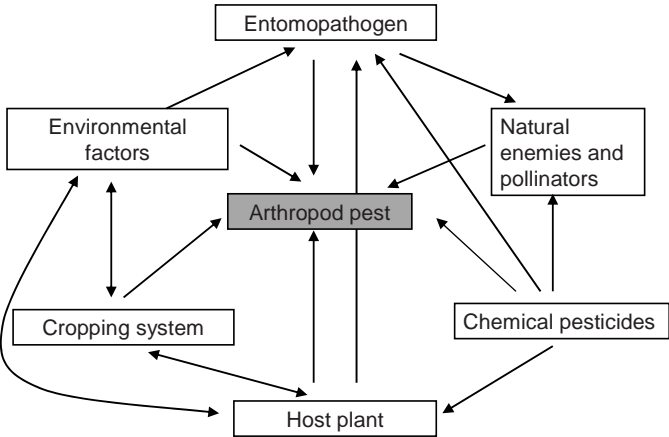 Entomopathogen
Environmental
factors
Natural
enemies and
pollinators
Arthropod pest
Cropping system
Chemical pesticides
Host plant